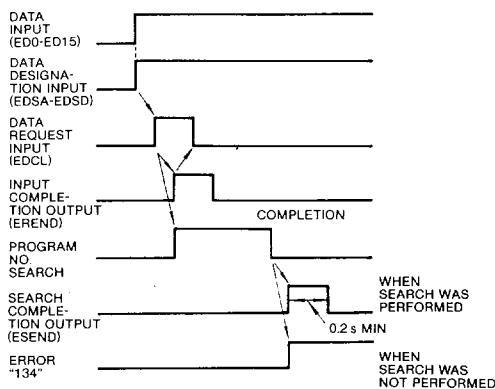 DATA
INPUT
(ED0-ED15)
DATA
DESIGNA-
TION INPUT
(EDSA-EDSD)
DATA
REQUEST
INPUT
(EDCL)
INPUT
COMPLE-
TION OUTPUT
(EREND)
COMPLETION
PROGRAM
NO.
SEARCH
SEARCH
COMPLE-
TION OUTPUT
(ESEND)
WHEN
SEARCH WAS
PERFORMED
0.2 s MIN
ERROR
"134"
WHEN
SEARCH WAS
NOT PERFORMED